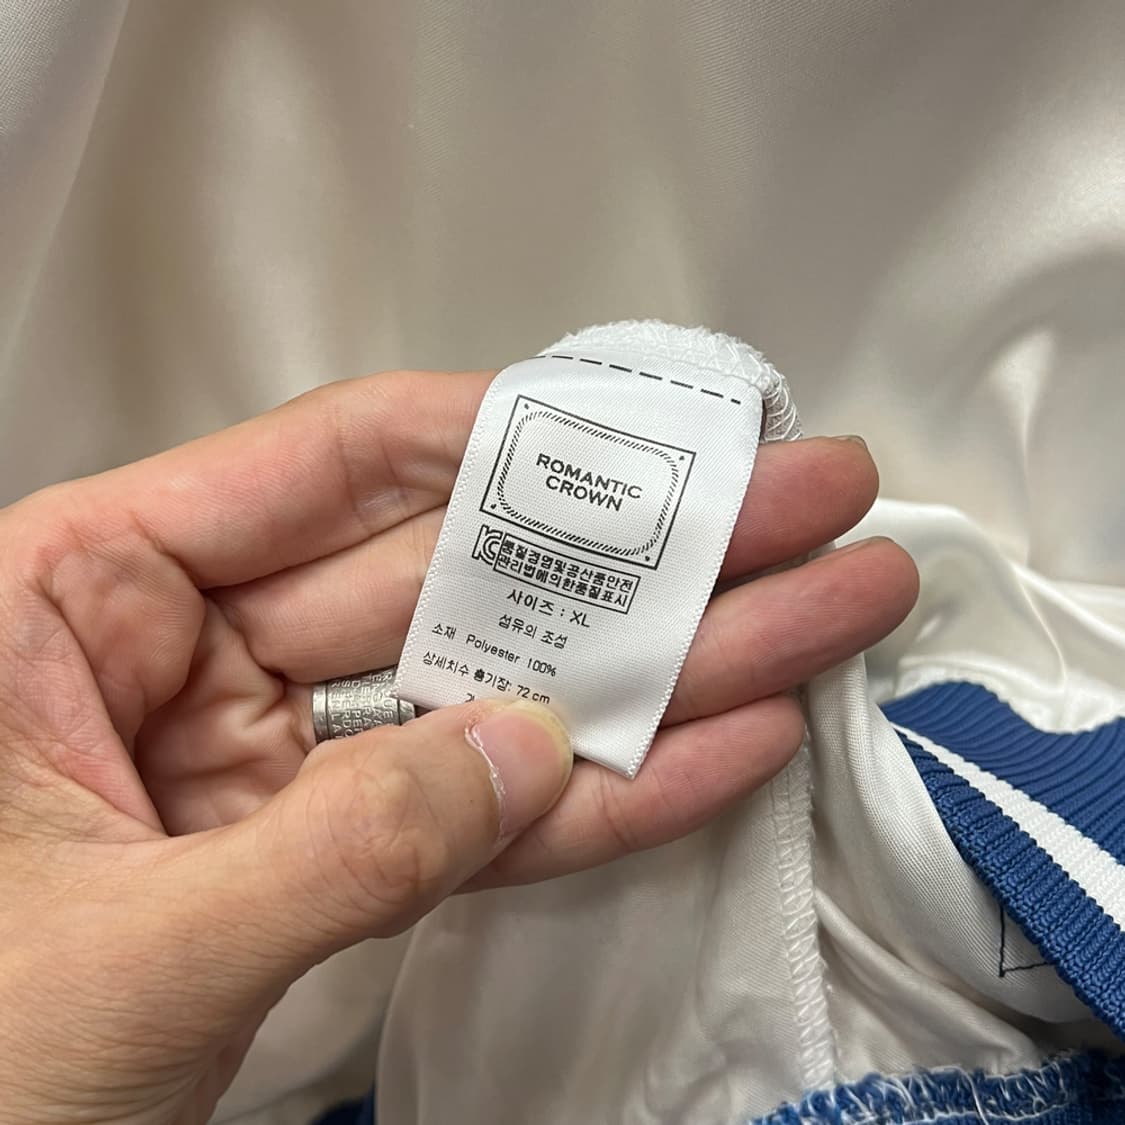 ROMANTIC
CROWN
품질경영및공산품안전
관리법에의한품질표시
사이즈 : XL
섬유의 조성
소재 Polyester 100%
상세치수 총기장: 72 cm